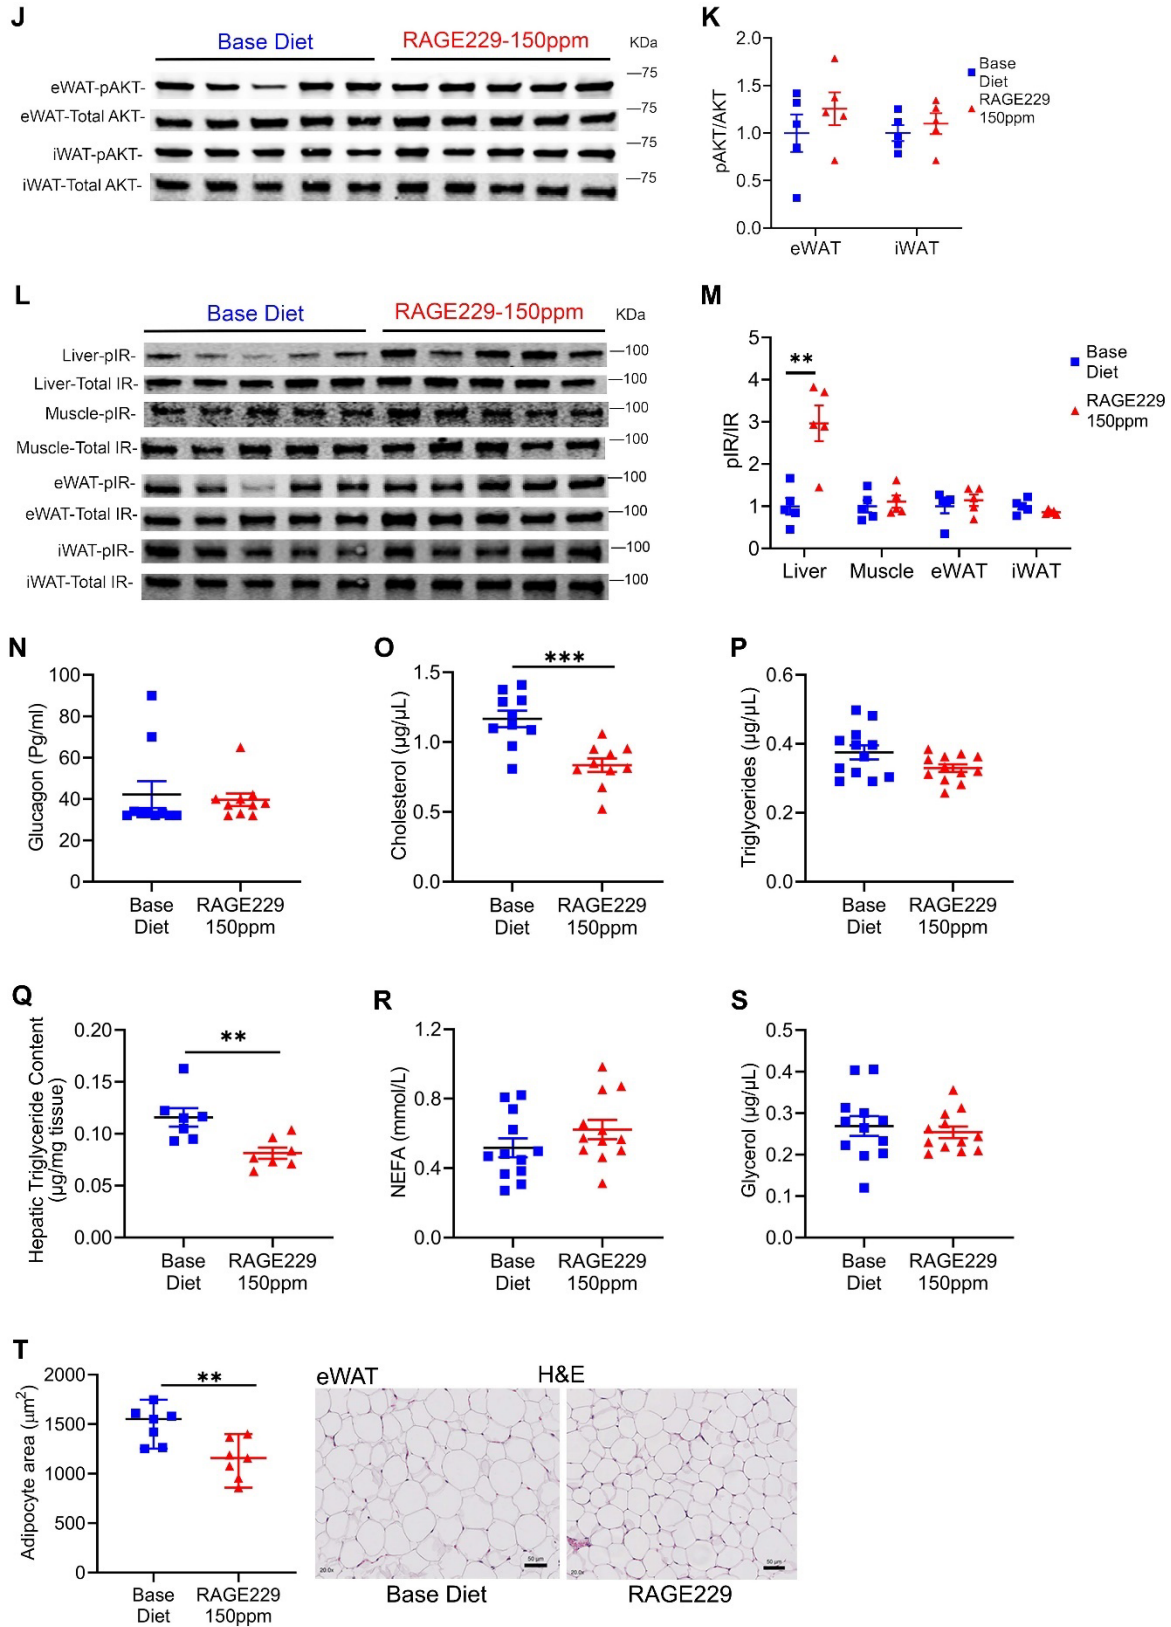 J
Base Diet
RAGE229-150ppm
KDa
eWAT-pAKT-
—75
eWAT-Total AKT-
—75
iWAT-pAKT-
—75
iWAT-Total AKT-
—75
K
2.0
1.5
1.0
0.5
0.0
pAKT/AKT
eWAT
iWAT
Base
Diet
RAGE229
150ppm
L
Base Diet
RAGE229-150ppm
KDa
Liver-pIR-
—100
Liver-Total IR-
—100
Muscle-pIR-
—100
Muscle-Total IR-
—100
eWAT-pIR-
—100
eWAT-Total IR-
—100
iWAT-pIR-
—100
iWAT-Total IR-
—100
M
5
4
3
2
1
0
pIR/IR
**
Liver
Muscle
eWAT
iWAT
Base
Diet
RAGE229
150ppm
N
100
80
60
40
20
0
Glucagon (Pg/ml)
Base
Diet
RAGE229
150ppm
O
***
1.5
1.0
0.5
0.0
Cholesterol (µg/µL)
Base
Diet
RAGE229
150ppm
P
0.6
0.4
0.2
0.0
Triglycerides (µg/µL)
Base
Diet
RAGE229
150ppm
Q
**
0.20
0.15
0.10
0.05
0.00
Hepatic Triglyceride Content
(µg/mg tissue)
Base
Diet
RAGE229
150ppm
R
1.2
0.8
0.4
0.0
NEFA (mmol/L)
Base
Diet
RAGE229
150ppm
S
0.5
0.4
0.3
0.2
0.1
0.0
Glycerol (µg/µL)
Base
Diet
RAGE229
150ppm
T
**
2000
1500
1000
500
0
Adipocyte area (µm²)
Base
Diet
RAGE229
150ppm
eWAT
H&E
20.0x
50 µm
20.0x
50 µm
Base Diet
RAGE229